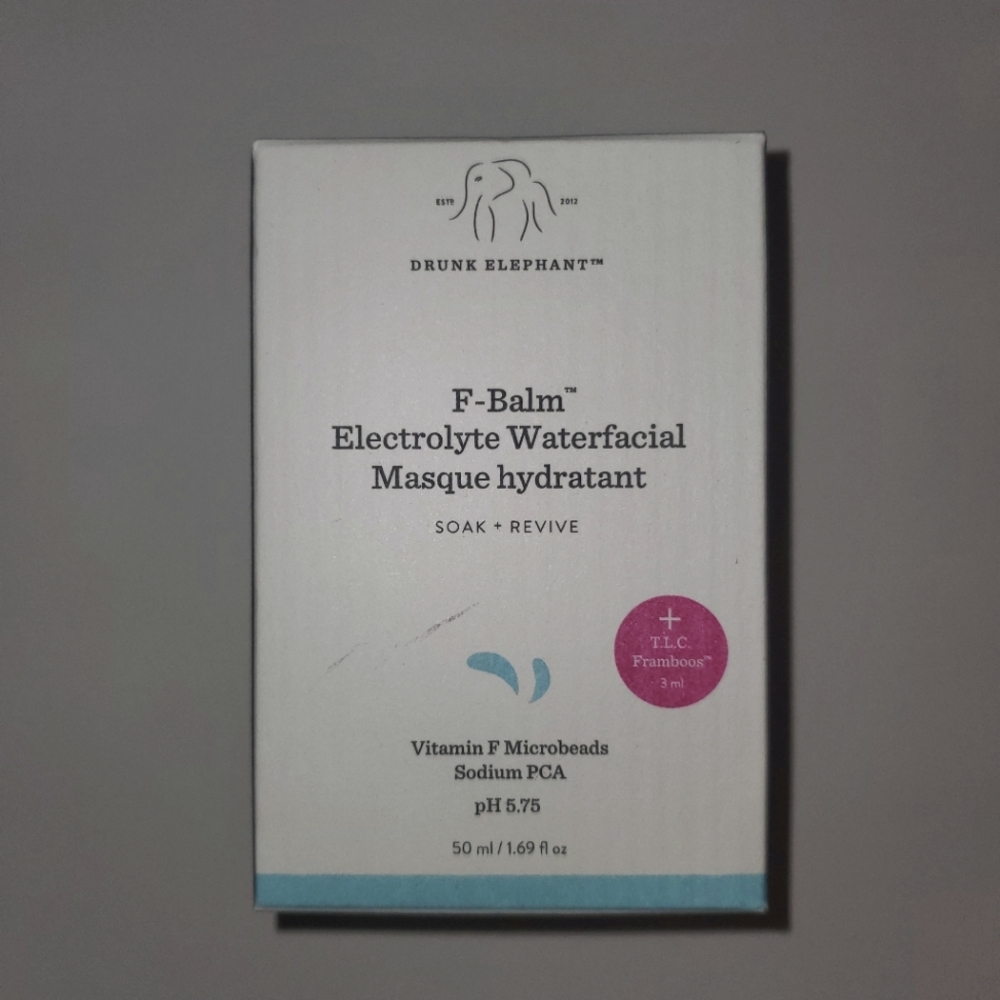 ESTD 2012
DRUNK ELEPHANT™
F-Balm™
Electrolyte Waterfacial
Masque hydratant
SOAK + REVIVE
+
T.L.C.
Framboos™
3 ml
Vitamin F Microbeads
Sodium PCA
pH 5.75
50 ml / 1.69 fl oz